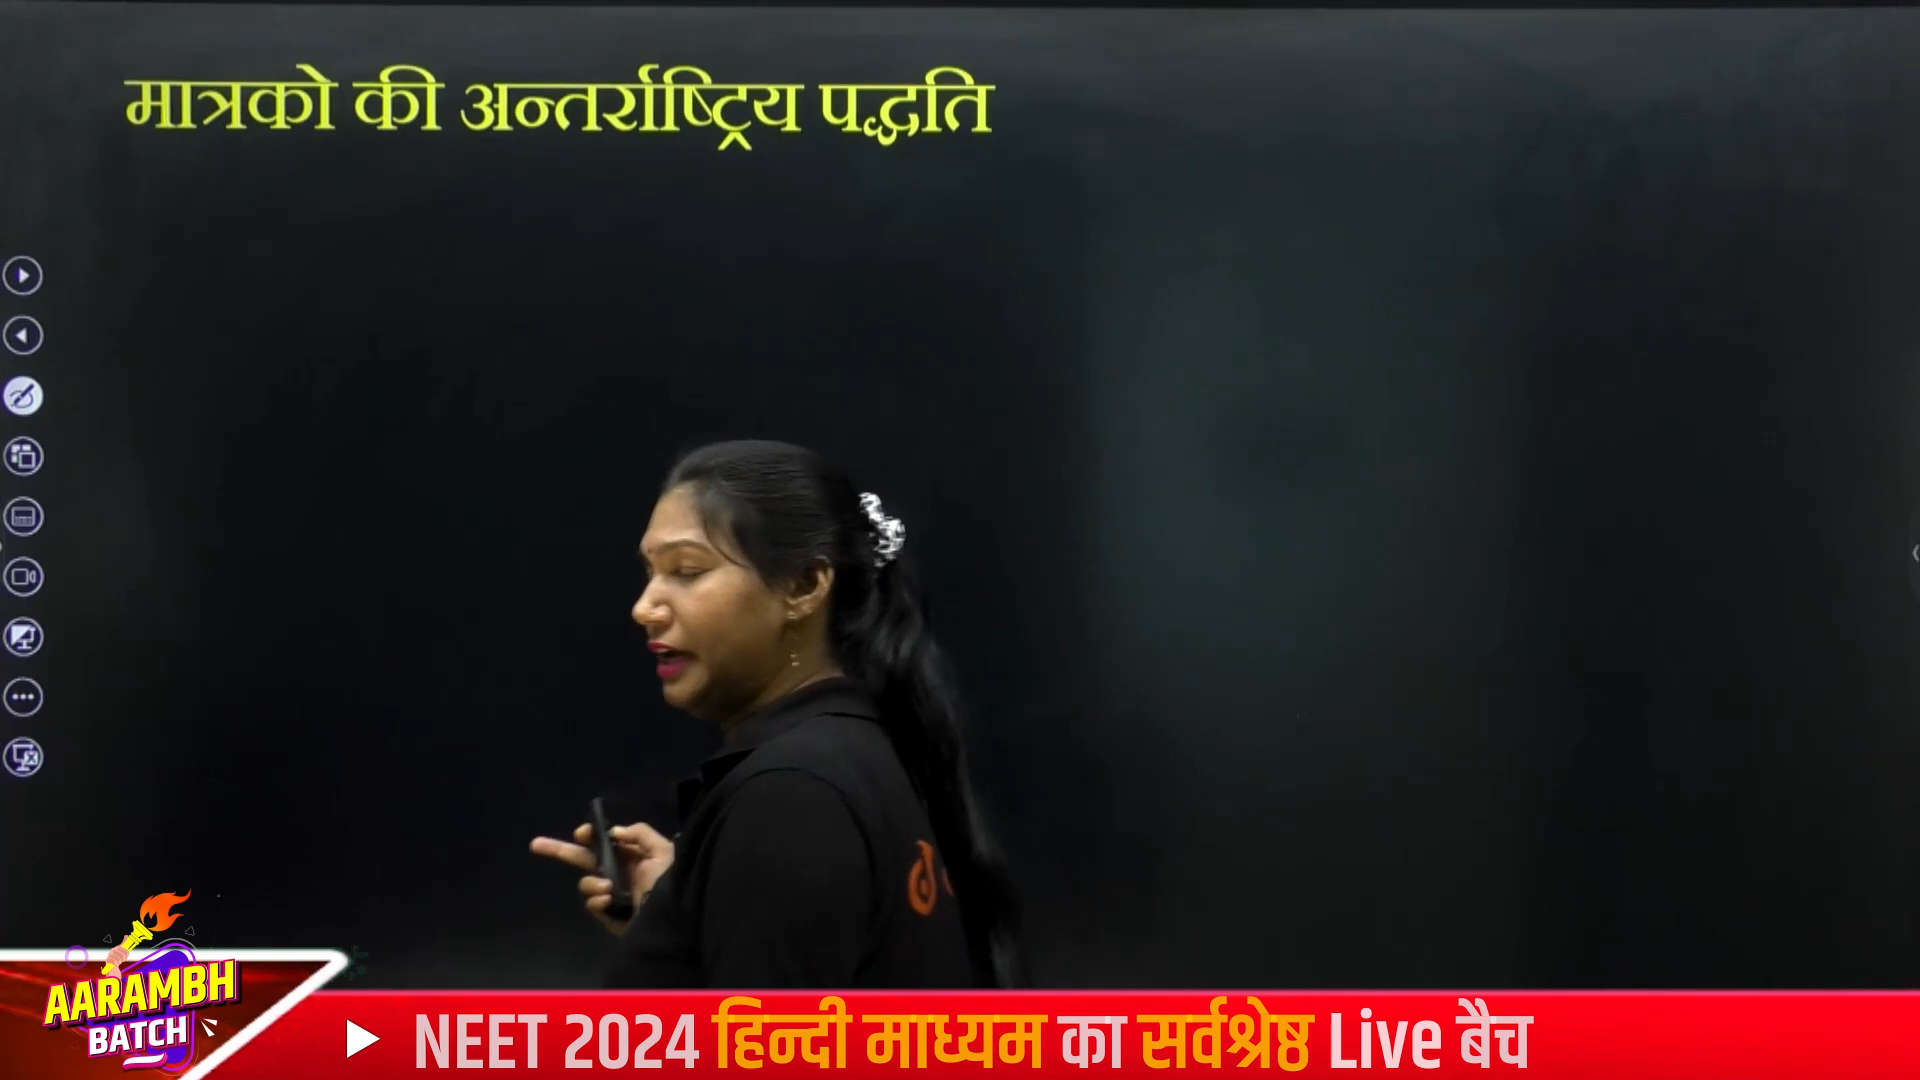 मात्रको की अन्तर्राष्ट्रिय पद्धति
AARAMBH
BATCH
NEET 2024 हिन्दी माध्यम का सर्वश्रेष्ठ Live बैच